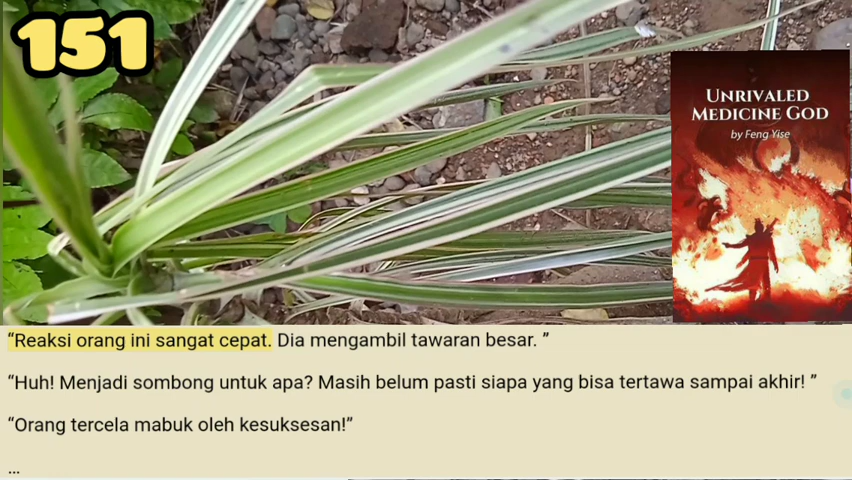 151
UNRIVALED
MEDICINE GOD
by Feng Yise
“Reaksi orang ini sangat cepat. Dia mengambil tawaran besar. ”
“Huh! Menjadi sombong untuk apa? Masih belum pasti siapa yang bisa tertawa sampai akhir! ”
“Orang tercela mabuk oleh kesuksesan!”
...